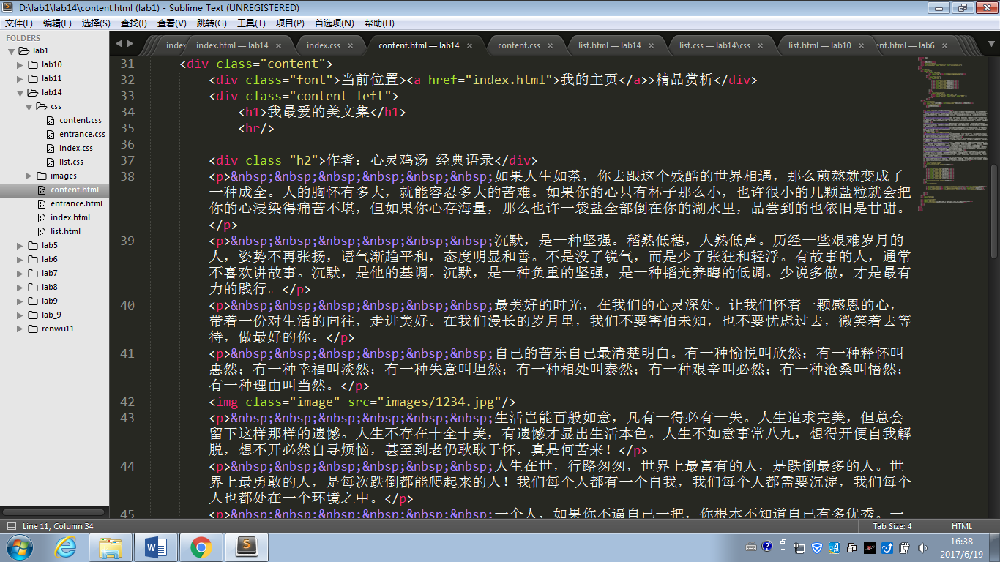 D:\lab1\lab14\content.html (lab1) - Sublime Text (UNREGISTERED)
文件(F) 编辑(E) 选择(S) 查找(I) 查看(V) 跳转(G) 工具(T) 项目(P) 首选项(N) 帮助(H)
FOLDERS
lab1
lab10
lab11
lab14
css
content.css
entrance.css
index.css
list.css
images
content.html
entrance.html
index.html
list.html
lab5
lab6
lab7
lab8
lab9
lab_9
renwu11
index index.html — lab14 index.css content.html — lab14 content.css list.html — lab14 list.css — lab14\css list.html — lab10 ent.html — lab6
31 <div class="content">
32 <div class="font">当前位置><a href="index.html">我的主页</a>>精品赏析</div>
33 <div class="content-left">
34 <h1>我最爱的美文集</h1>
35 <hr/>
36
37 <div class="h2">作者：心灵鸡汤 经典语录</div>
38 <p>&nbsp;&nbsp;&nbsp;&nbsp;&nbsp;&nbsp;如果人生如茶，你去跟这个残酷的世界相遇，那么煎熬就变成了
一种成全。人的胸怀有多大，就能容忍多大的苦难。如果你的心只有杯子那么小，也许很小的几颗盐粒就会把
你的心浸染得痛苦不堪，但如果你心存海量，那么也许一袋盐全部倒在你的湖水里，品尝到的也依旧是甘甜。
</p>
39 <p>&nbsp;&nbsp;&nbsp;&nbsp;&nbsp;&nbsp;沉默，是一种坚强。稻熟低穗，人熟低声。历经一些艰难岁月的
人，姿势不再张扬，语气渐趋平和，态度明显和善。不是没了锐气，而是少了张狂和轻浮。有故事的人，通常
不喜欢讲故事。沉默，是他的基调。沉默，是一种负重的坚强，是一种韬光养晦的低调。少说多做，才是最有
力的践行。</p>
40 <p>&nbsp;&nbsp;&nbsp;&nbsp;&nbsp;&nbsp;最美好的时光，在我们的心灵深处。让我们怀着一颗感恩的心，
带着一份对生活的向往，走进美好。在我们漫长的岁月里，我们不要害怕未知，也不要忧虑过去，微笑着去等
待，做最好的你。</p>
41 <p>&nbsp;&nbsp;&nbsp;&nbsp;&nbsp;&nbsp;自己的苦乐自己最清楚明白。有一种愉悦叫欣然；有一种释怀叫
惠然；有一种幸福叫淡然；有一种失意叫坦然；有一种相处叫泰然；有一种艰辛叫必然；有一种沧桑叫悟然；
有一种理由叫当然。</p>
42 <img class="image" src="images/1234.jpg"/>
43 <p>&nbsp;&nbsp;&nbsp;&nbsp;&nbsp;&nbsp;生活岂能百般如意，凡有一得必有一失。人生追求完美，但总会
留下这样那样的遗憾。人生不存在十全十美，有遗憾才显出生活本色。人生不如意事常八九，想得开便自我解
脱，想不开必然自寻烦恼，甚至到老仍耿耿于怀，真是何苦来！</p>
44 <p>&nbsp;&nbsp;&nbsp;&nbsp;&nbsp;&nbsp;人生在世，行路匆匆，世界上最富有的人，是跌倒最多的人。世
界上最勇敢的人，是每次跌倒都能爬起来的人！我们每个人都有一个自我，我们每个人都需要沉淀，我们每个
人也都处在一个环境之中。</p>
45 <p>&nbsp;&nbsp;&nbsp;&nbsp;&nbsp;&nbsp;一个人，如果你不逼自己一把，你根本不知道自己有多优秀。一
Line 11, Column 34 Tab Size: 4 HTML
16:38
2017/6/19